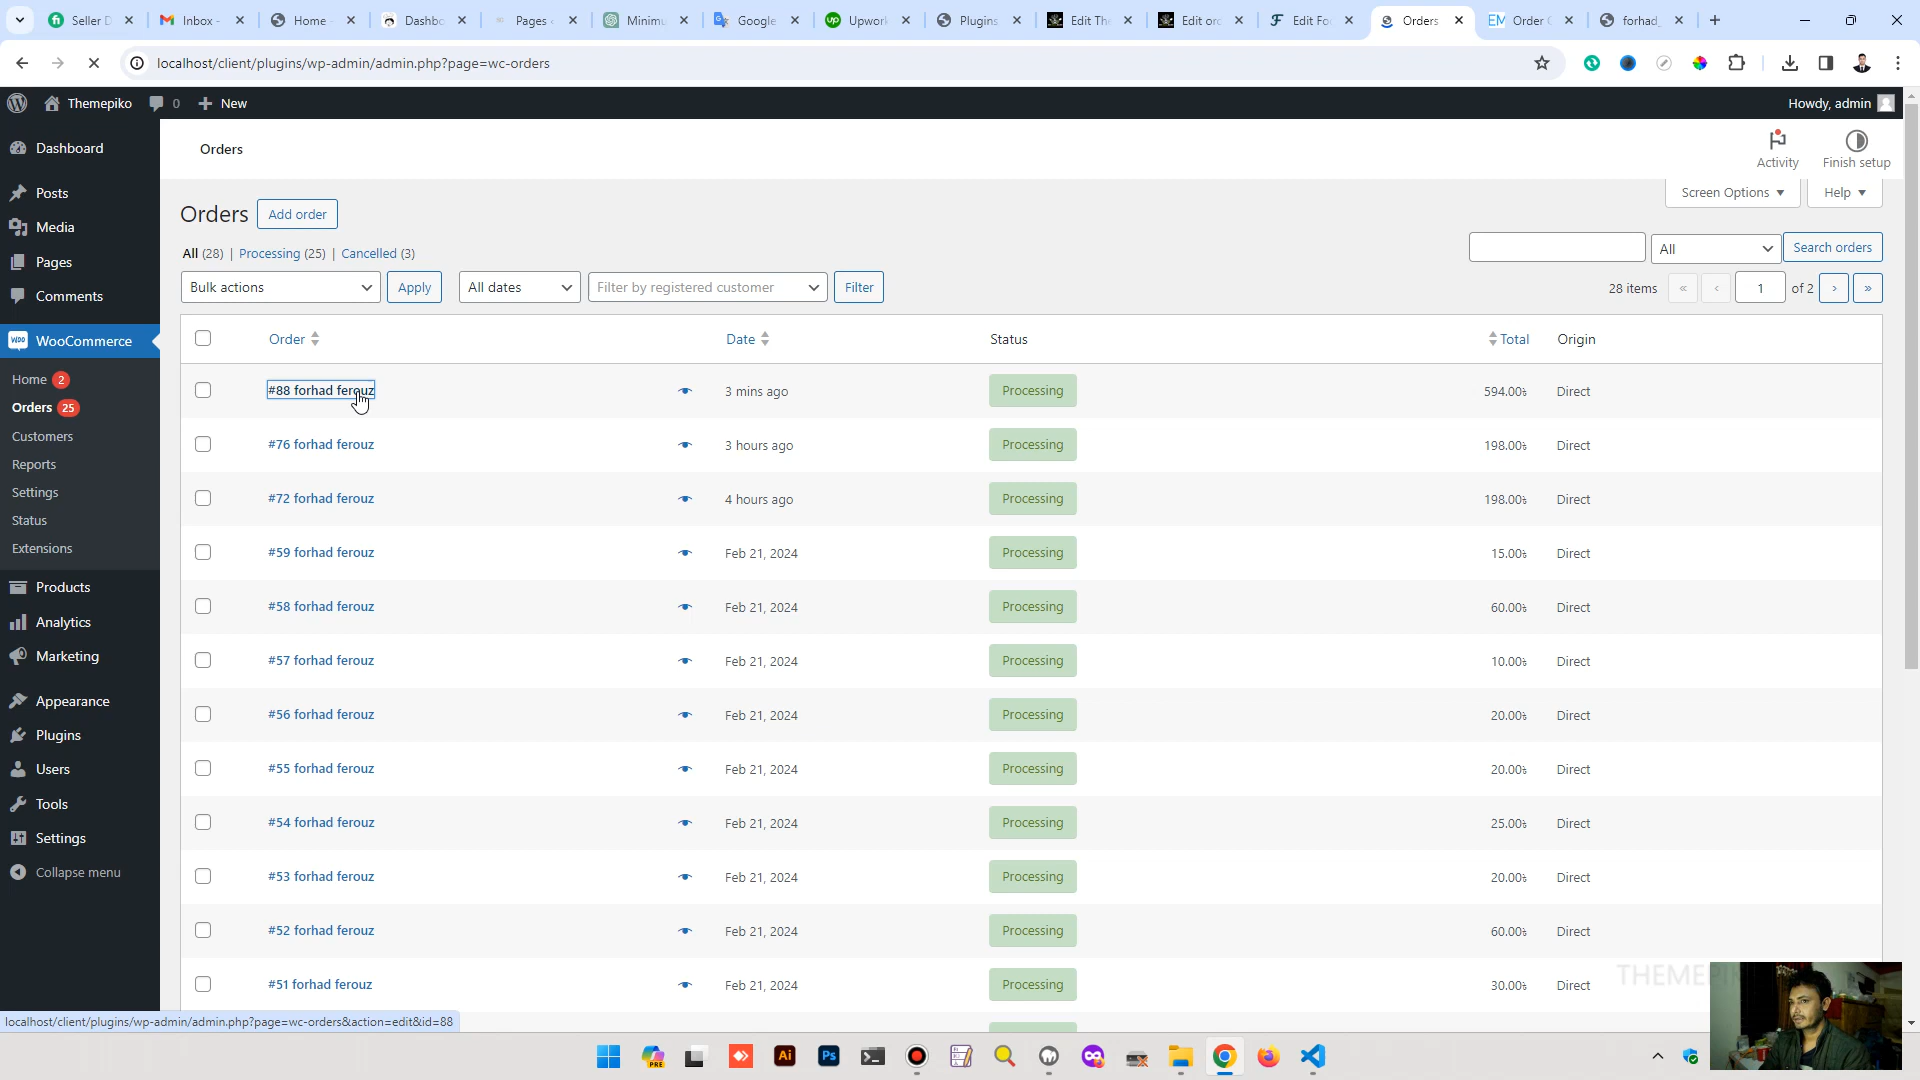 Seller D
Inbox -
Home -
Dashbo
Pages ‹
Minimu
Google
Upwork
Plugins
Edit The
Edit ord
Edit Fo
Orders
Order C
forhad_
localhost/client/plugins/wp-admin/admin.php?page=wc-orders
Themepiko
0
New
Howdy, admin
Dashboard
Posts
Media
Pages
Comments
WooCommerce
Home 2
Orders 25
Customers
Reports
Settings
Status
Extensions
Products
Analytics
Marketing
Appearance
Plugins
Users
Tools
Settings
Collapse menu
Orders
Activity
Finish setup
Screen Options
Help
Orders
Add order
All (28) | Processing (25) | Cancelled (3)
All
Search orders
Bulk actions
Apply
All dates
Filter by registered customer
Filter
28 items « ‹ 1 of 2 › »
Order Date Status Total Origin
#88 forhad ferouz 3 mins ago Processing 594.00৳ Direct
#76 forhad ferouz 3 hours ago Processing 198.00৳ Direct
#72 forhad ferouz 4 hours ago Processing 198.00৳ Direct
#59 forhad ferouz Feb 21, 2024 Processing 15.00৳ Direct
#58 forhad ferouz Feb 21, 2024 Processing 60.00৳ Direct
#57 forhad ferouz Feb 21, 2024 Processing 10.00৳ Direct
#56 forhad ferouz Feb 21, 2024 Processing 20.00৳ Direct
#55 forhad ferouz Feb 21, 2024 Processing 20.00৳ Direct
#54 forhad ferouz Feb 21, 2024 Processing 25.00৳ Direct
#53 forhad ferouz Feb 21, 2024 Processing 20.00৳ Direct
#52 forhad ferouz Feb 21, 2024 Processing 60.00৳ Direct
#51 forhad ferouz Feb 21, 2024 Processing 30.00৳ Direct
THEMEPI
localhost/client/plugins/wp-admin/admin.php?page=wc-orders&action=edit&id=88